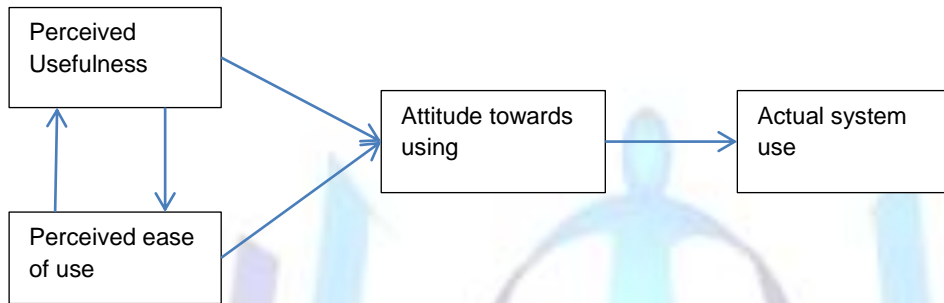 Perceived
Usefulness
Attitude towards
using
Actual system
use
Perceived ease
of use